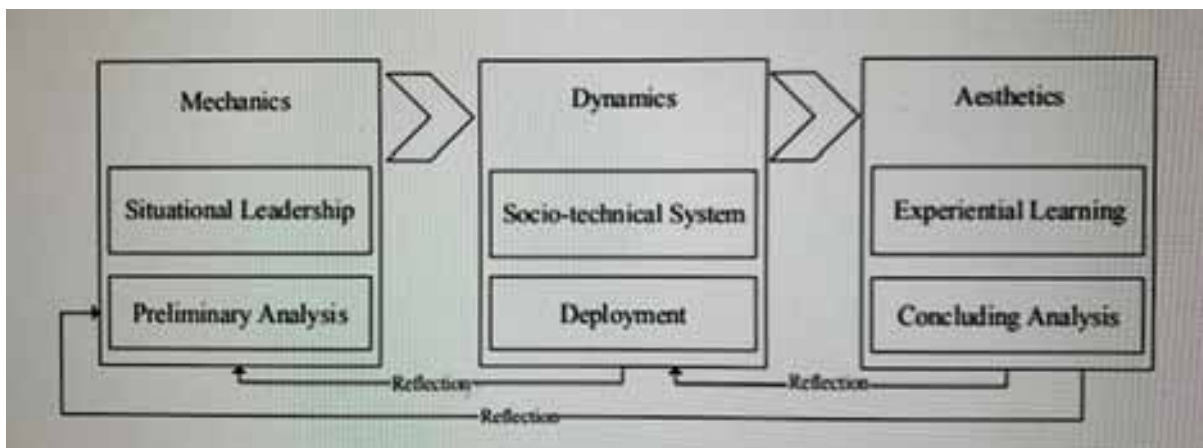 Mechanics
Dynamics
Aesthetics
Situational Leadership
Socio-technical System
Experiential Learning
Preliminary Analysis
Deployment
Concluding Analysis
Reflection
Reflection
Reflection